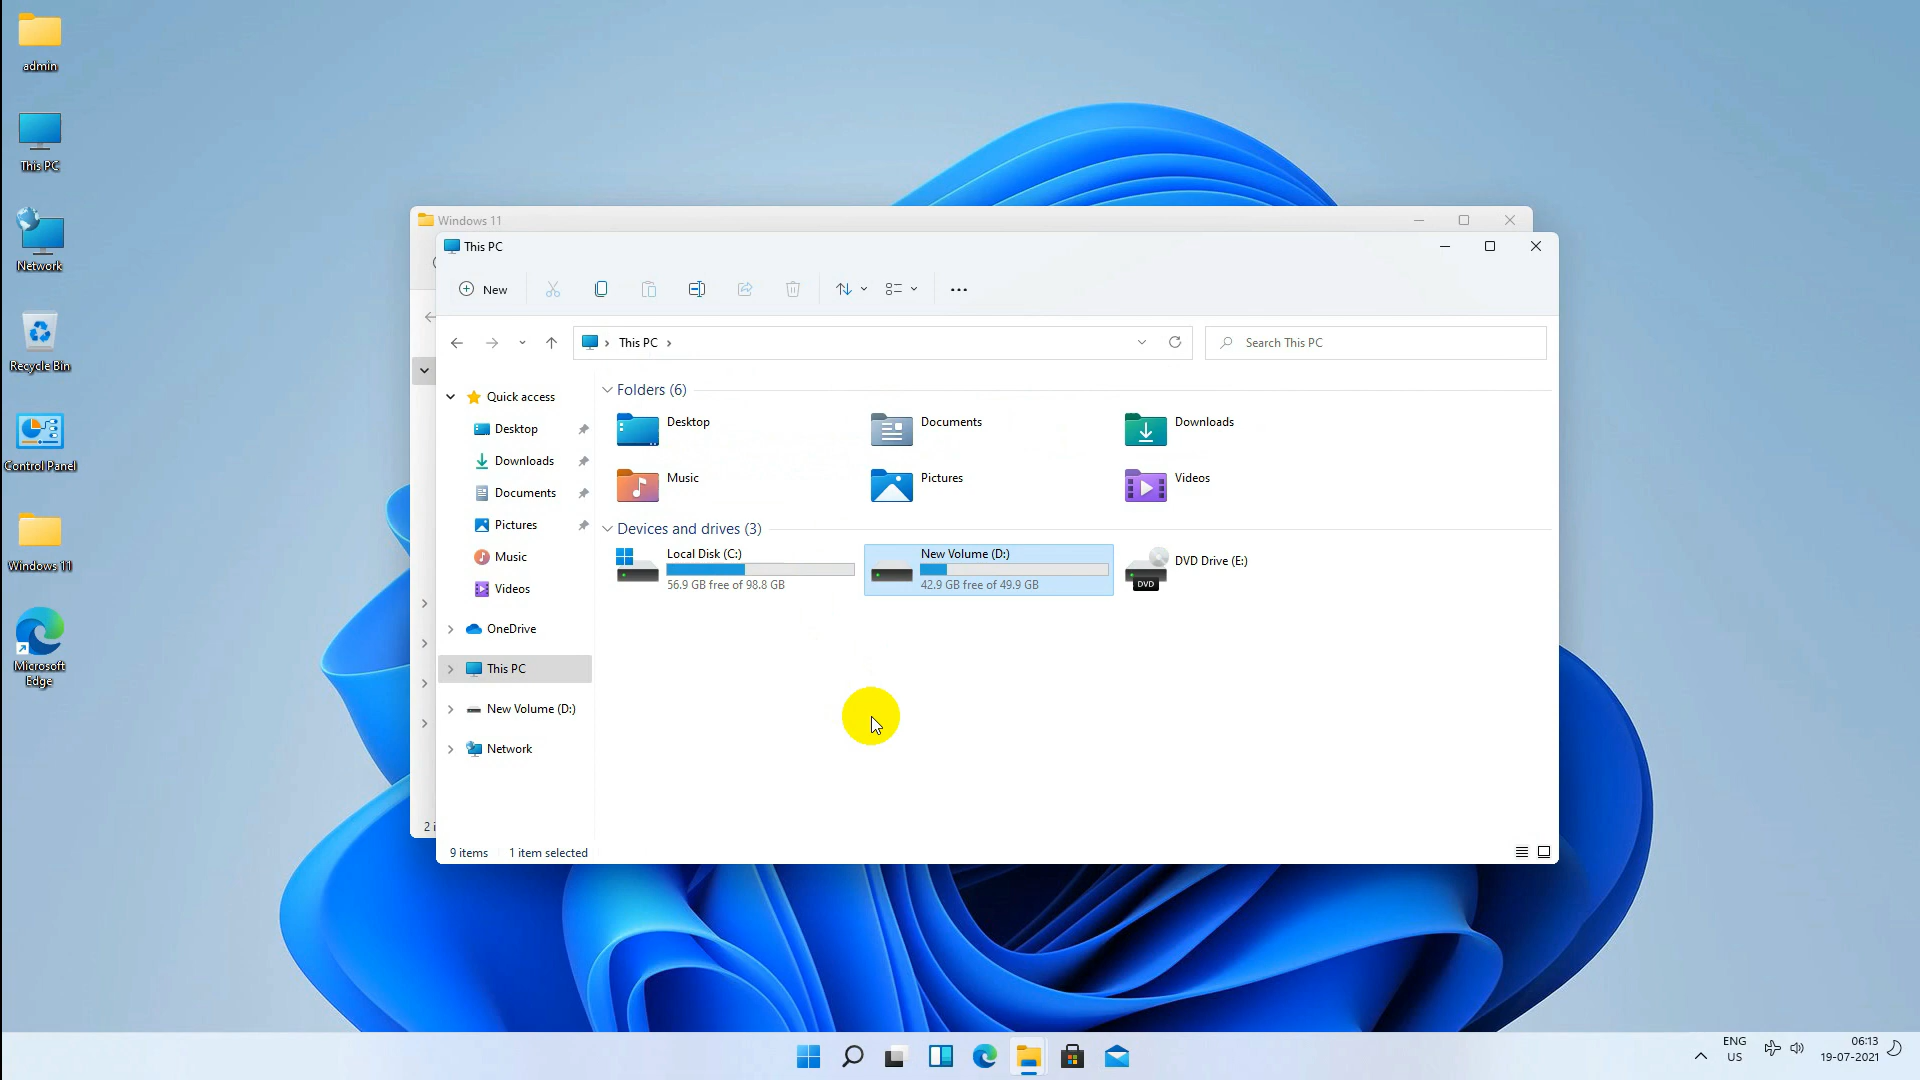 admin
This PC
Network
Recycle Bin
Control Panel
Windows 11
Microsoft
Edge
Windows 11
This PC
New
This PC
Search This PC
Quick access
Desktop
Downloads
Documents
Pictures
Music
Videos
OneDrive
This PC
New Volume (D:)
Network
Folders (6)
Desktop
Documents
Downloads
Music
Pictures
Videos
Devices and drives (3)
Local Disk (C:)
56.9 GB free of 98.8 GB
New Volume (D:)
42.9 GB free of 49.9 GB
DVD
DVD Drive (E:)
2 i
9 items 1 item selected
ENG
US
06:13
19-07-2021